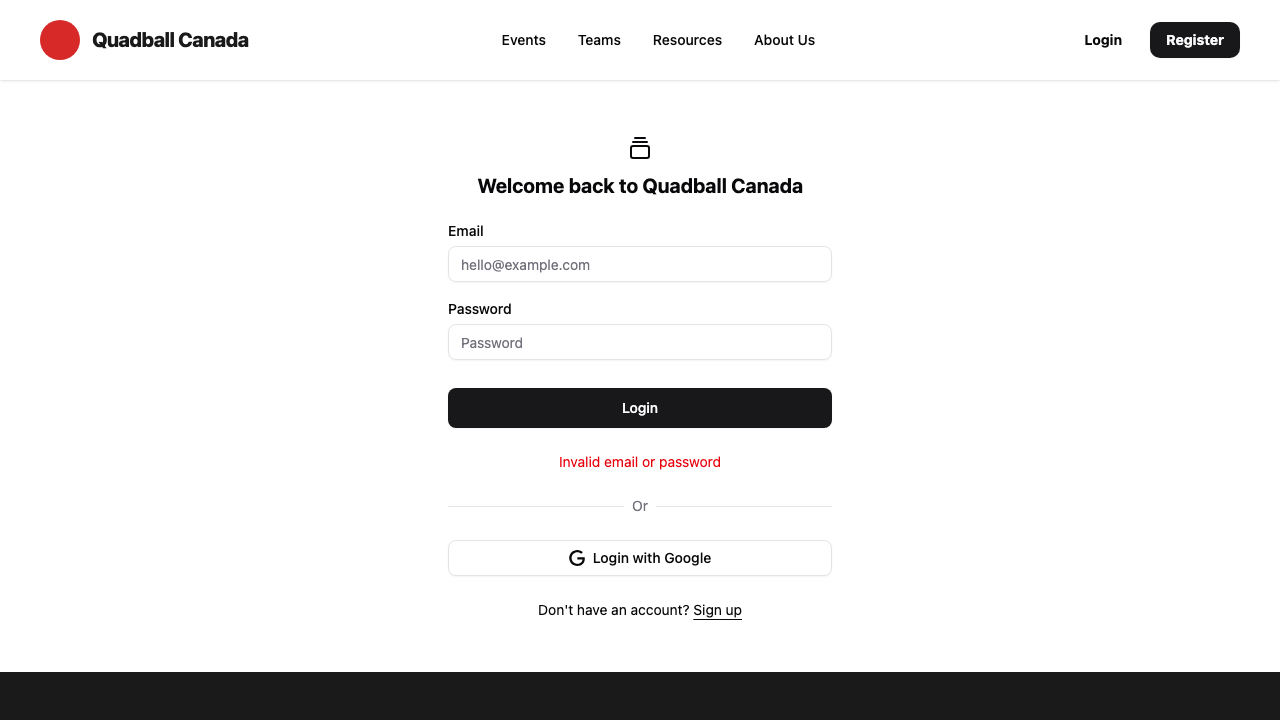 Quadball Canada
Events
Teams
Resources
About Us
Login
Register
Welcome back to Quadball Canada
Email
hello@example.com
Password
Password
Login
Invalid email or password
Or
Login with Google
Don't have an account? Sign up